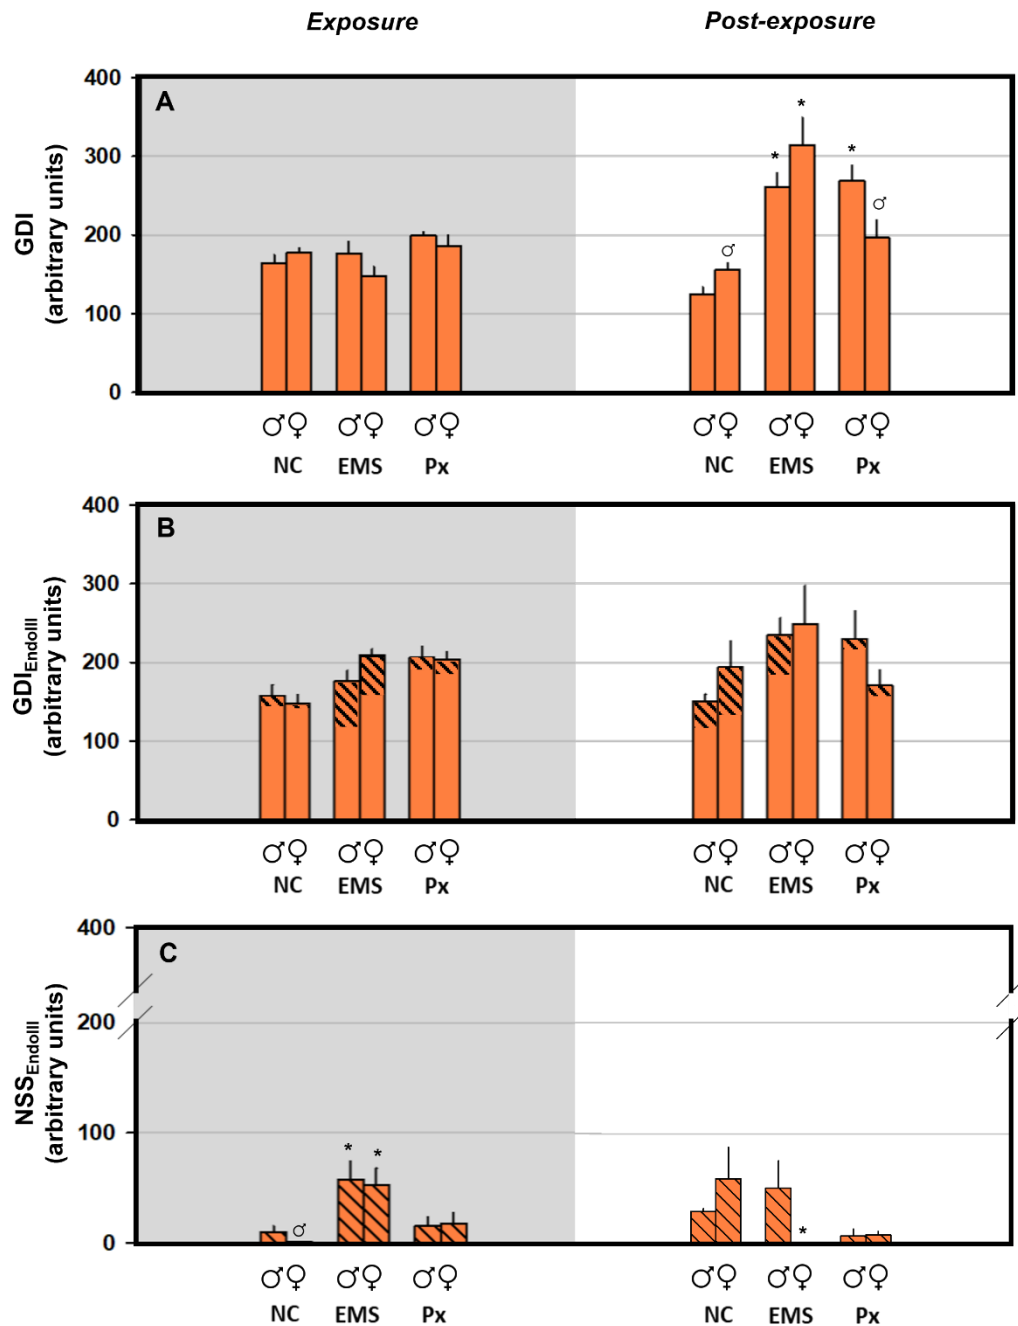 Exposure Post-exposure
A
GDI
(arbitrary units)
400
300
200
100
0
* * *
♂ ♂
♂♀ ♂♀ ♂♀ ♂♀ ♂♀ ♂♀
NC EMS Px NC EMS Px
B
GDIEndoIII
(arbitrary units)
400
300
200
100
0
♂♀ ♂♀ ♂♀ ♂♀ ♂♀ ♂♀
NC EMS Px NC EMS Px
C
NSSEndoIII
(arbitrary units)
400
200
100
0
♂ * * *
♂♀ ♂♀ ♂♀ ♂♀ ♂♀ ♂♀
NC EMS Px NC EMS Px